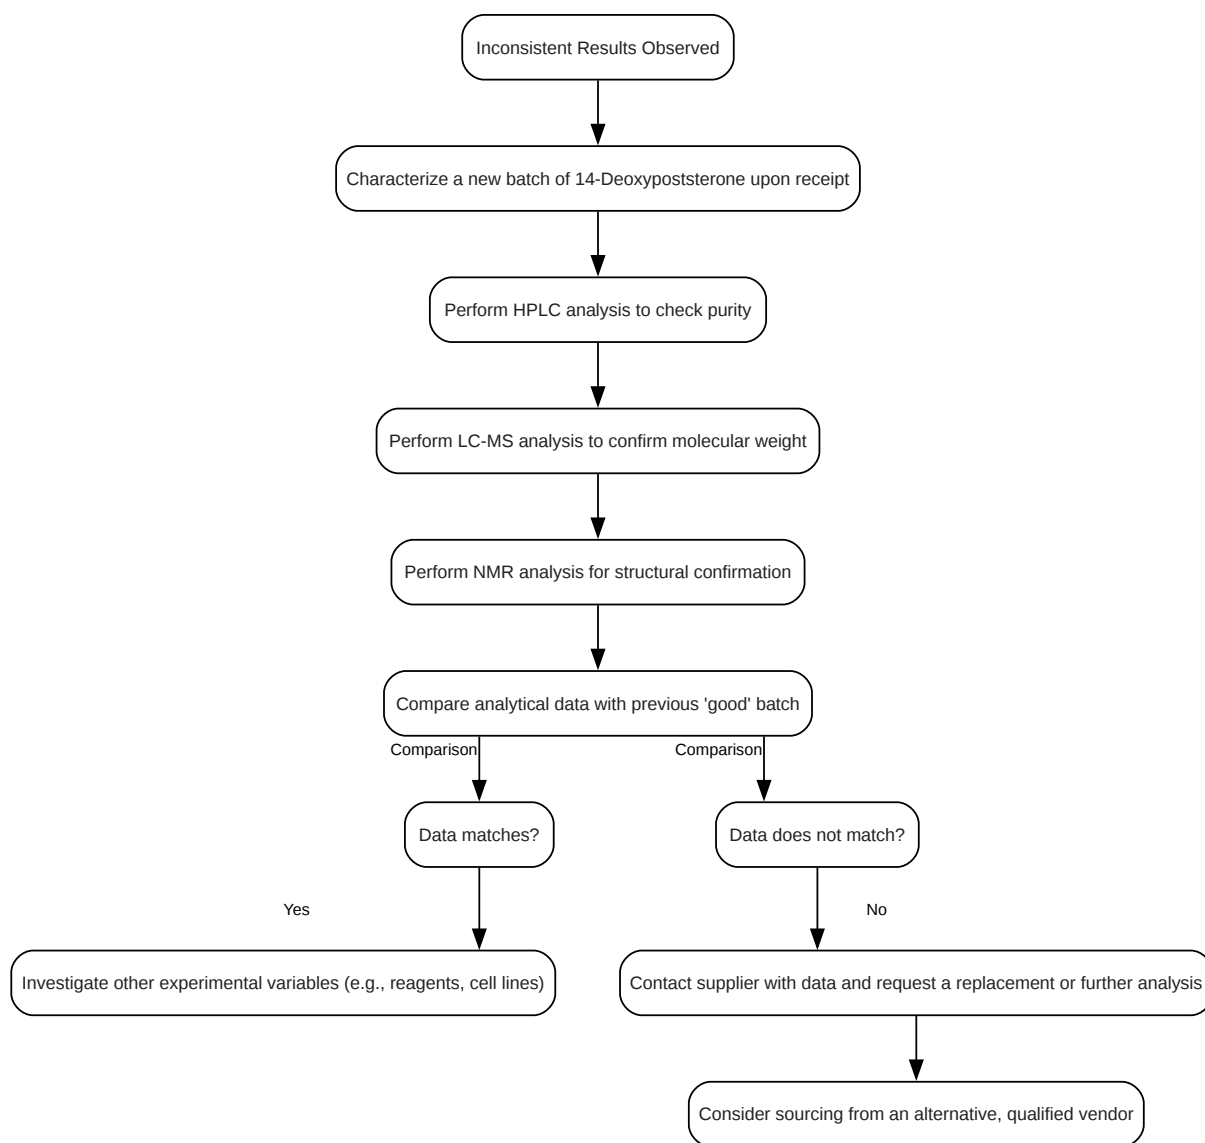 Inconsistent Results Observed
Characterize a new batch of 14-Deoxypoststerone upon receipt
Perform HPLC analysis to check purity
Perform LC-MS analysis to confirm molecular weight
Perform NMR analysis for structural confirmation
Compare analytical data with previous 'good' batch
Comparison
Comparison
Data matches?
Data does not match?
Yes
No
Investigate other experimental variables (e.g., reagents, cell lines)
Contact supplier with data and request a replacement or further analysis
Consider sourcing from an alternative, qualified vendor